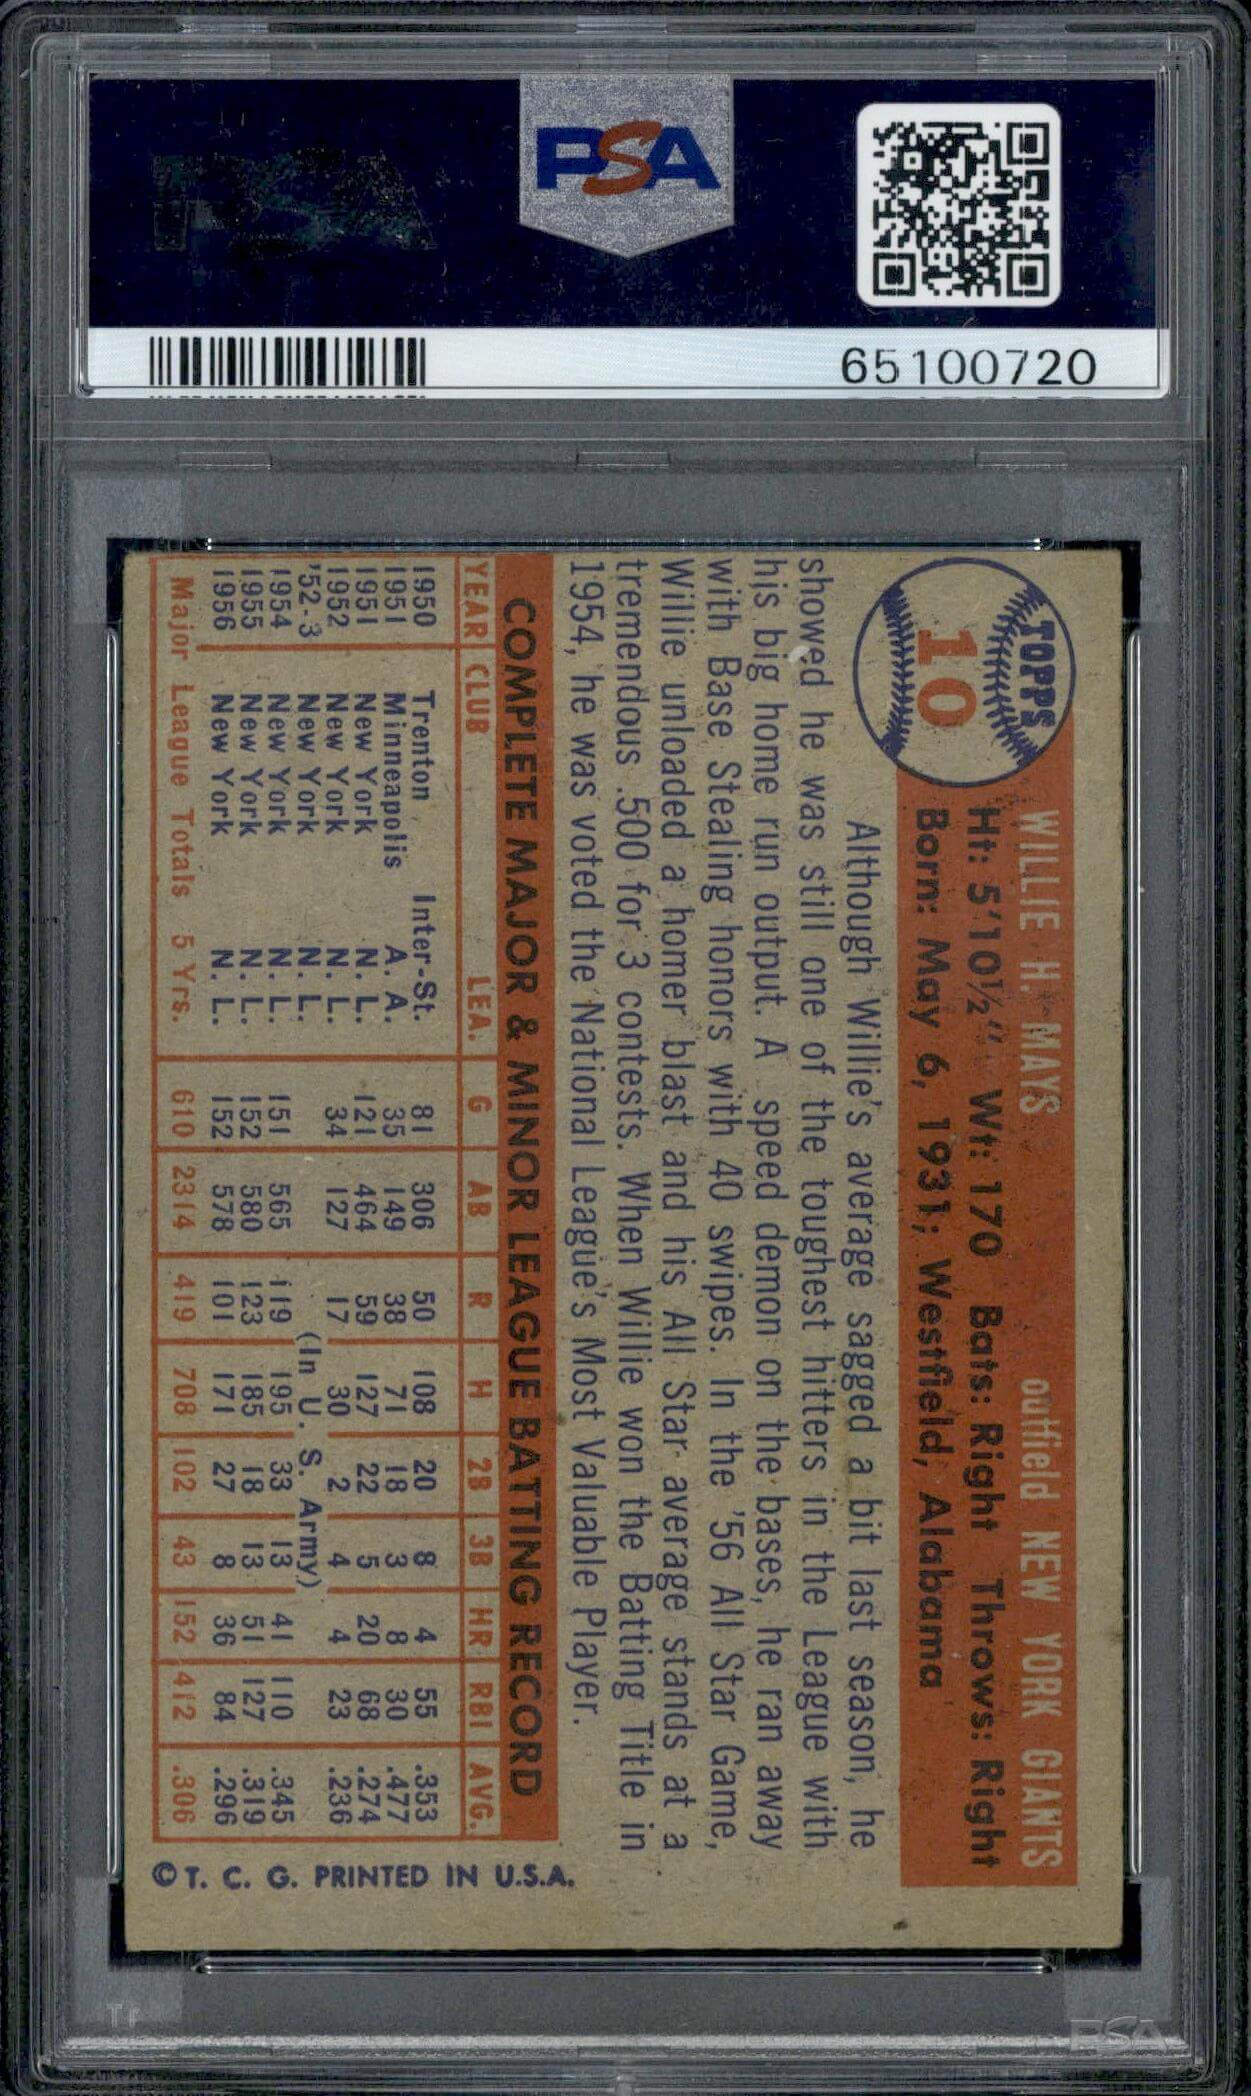 PSA
65100720
TOPPS
10
WILLIE H. MAYS outfield NEW YORK GIANTS
Ht: 5'10½" Wt: 170 Bats: Right Throws: Right
Born: May 6, 1931; Westfield, Alabama
Although Willie's average sagged a bit last season, he
showed he was still one of the toughest hitters in the League with
his big home run output. A speed demon on the bases, he ran away
with Base Stealing honors with 40 swipes. In the '56 All Star Game,
Willie unloaded a homer blast and his All Star average stands at a
tremendous .500 for 3 contests. When Willie won the Batting Title in
1954, he was voted the National League's Most Valuable Player.
COMPLETE MAJOR & MINOR LEAGUE BATTING RECORD
YEAR CLUB LEA. G AB R H 2B 3B HR RBI AVG.
1950 Trenton Inter-St. 81 306 50 108 20 8 4 55 .353
1951 Minneapolis A. A. 35 149 38 71 18 3 8 30 .477
1951 New York N. L. 121 464 59 127 22 5 20 68 .274
1952 New York N. L. 34 127 17 30 2 4 4 23 .236
'52-3 New York N. L. (In U. S. Army)
1954 New York N. L. 151 565 119 195 33 13 41 110 .345
1955 New York N. L. 152 580 123 185 18 13 51 127 .319
1956 New York N. L. 152 578 101 171 27 8 36 84 .296
Major League Totals 5 Yrs. 610 2314 419 708 102 43 152 412 .306
© T. C. G. PRINTED IN U.S.A.
PSA